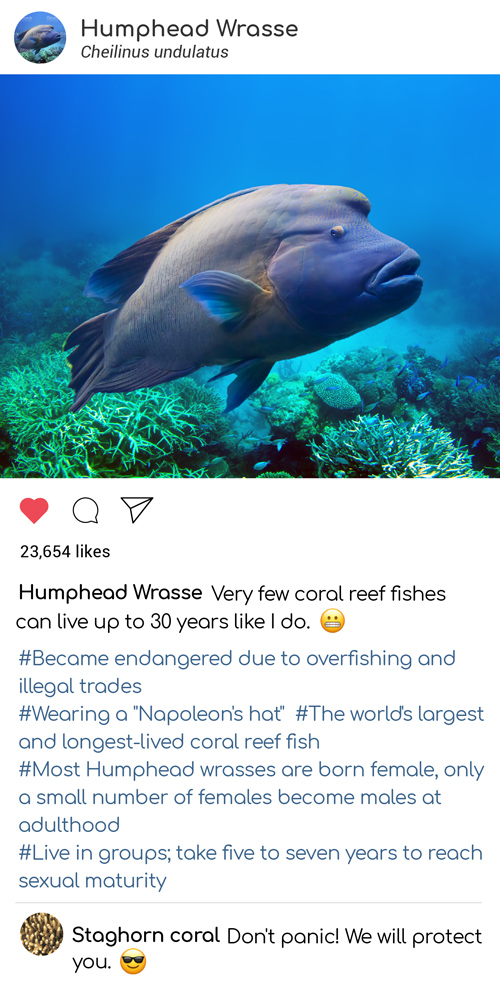 Humphead Wrasse
Cheilinus undulatus
23,654 likes
Humphead Wrasse Very few coral reef fishes
can live up to 30 years like I do. 😬
#Became endangered due to overfishing and
illegal trades
#Wearing a "Napoleon's hat" #The world's largest
and longest-lived coral reef fish
#Most Humphead wrasses are born female, only
a small number of females become males at
adulthood
#Live in groups; take five to seven years to reach
sexual maturity
Staghorn coral Don't panic! We will protect
you. 😎